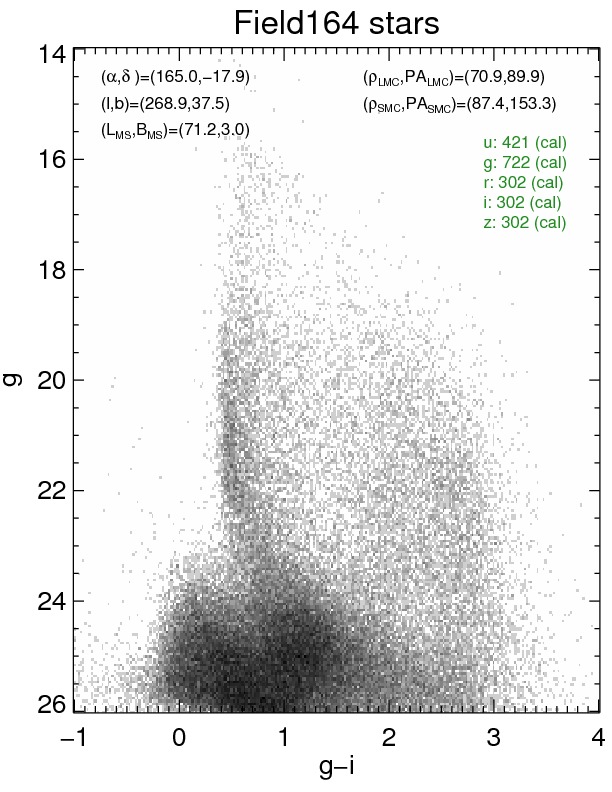 Field164 stars
(α,δ )=(165.0,−17.9)
(ρLMC,PALMC)=(70.9,89.9)
(l,b)=(268.9,37.5)
(ρSMC,PASMC)=(87.4,153.3)
(LMS,BMS)=(71.2,3.0)
u: 421 (cal)
g: 722 (cal)
r: 302 (cal)
i: 302 (cal)
z: 302 (cal)
14
16
18
20
22
24
26
g
−1 0 1 2 3 4
g−i